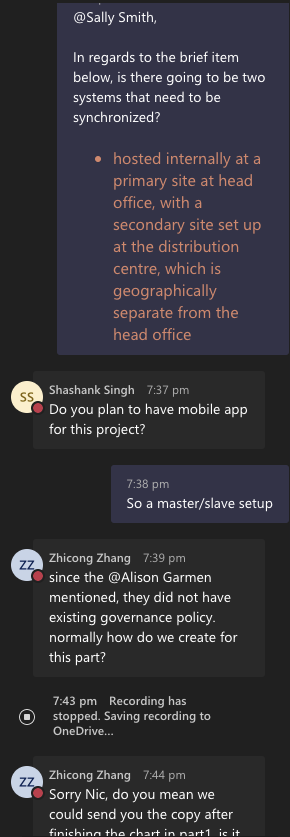 @Sally Smith,
In regards to the brief item
below, is there going to be two
systems that need to be
synchronized?
• hosted internally at a
primary site at head
office, with a
secondary site set up
at the distribution
centre, which is
geographically
separate from the
head office
SS
Shashank Singh 7:37 pm
Do you plan to have mobile app
for this project?
7:38 pm
So a master/slave setup
ZZ
Zhicong Zhang 7:39 pm
since the @Alison Garmen
mentioned, they did not have
existing governance policy.
normally how do we create for
this part?
7:43 pm Recording has
stopped. Saving recording to
OneDrive...
ZZ
Zhicong Zhang 7:44 pm
Sorry Nic, do you mean we
could send you the copy after
finishing the chart in part1, is it